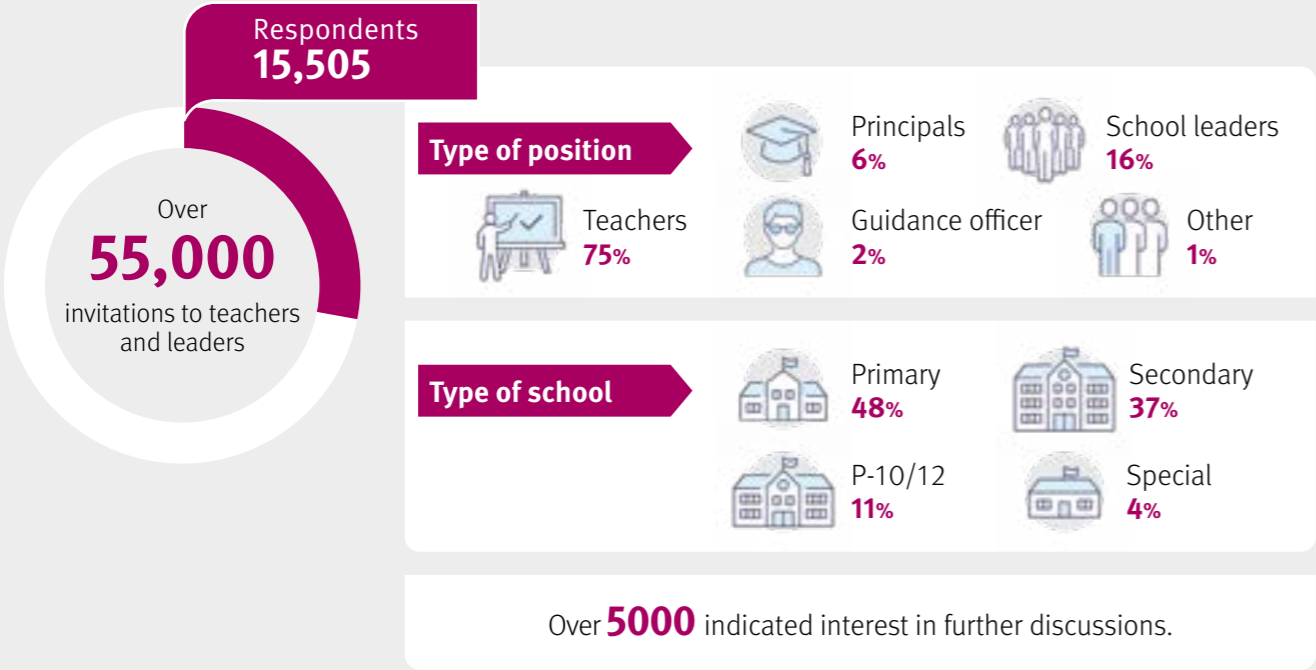 Respondents
15,505
Over
55,000
invitations to teachers
and leaders
Type of position
Principals
6%
School leaders
16%
Teachers
75%
Guidance officer
2%
Other
1%
Type of school
Primary
48%
Secondary
37%
P-10/12
11%
Special
4%
Over 5000 indicated interest in further discussions.